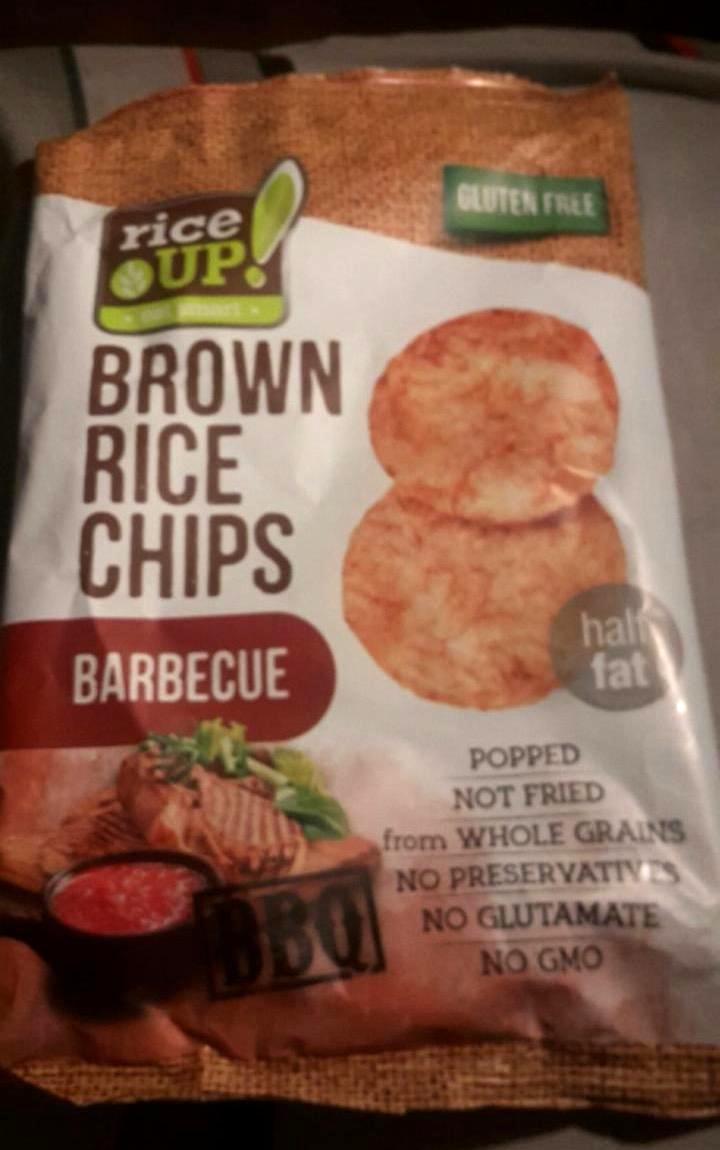 rice
UP!
GLUTEN FREE
BROWN
RICE
CHIPS
half
fat
BARBECUE
POPPED
NOT FRIED
from WHOLE GRAINS
NO PRESERVATIVES
NO GLUTAMATE
NO GMO
BBQ